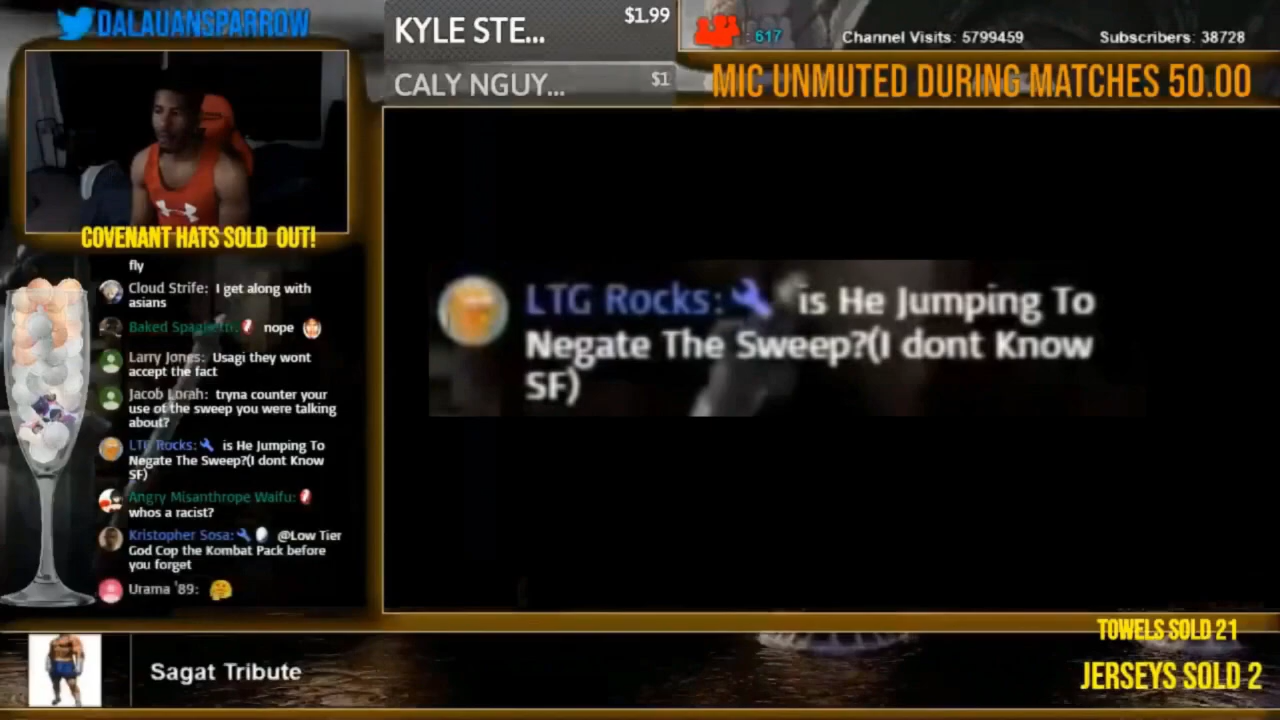 DALAUANSPARROW
KYLE STE...
$1.99
CALY NGUY...
$1
: 617
Channel Visits: 5799459
Subscribers: 38728
MIC UNMUTED DURING MATCHES 50.00
COVENANT HATS SOLD OUT!
fly
Cloud Strife: I get along with
asians
Baked Spaghetti: nope
Larry Jones: Usagi they wont
accept the fact
Jacob Lorah: tryna counter your
use of the sweep you were talking
about?
LTG Rocks: is He Jumping To
Negate The Sweep?(I dont Know
SF)
Angry Misanthrope Waifu:
whos a racist?
Kristopher Sosa: @Low Tier
God Cop the Kombat Pack before
you forget
Urama '89:
LTG Rocks: is He Jumping To
Negate The Sweep?(I dont Know
SF)
Sagat Tribute
TOWELS SOLD 21
JERSEYS SOLD 2